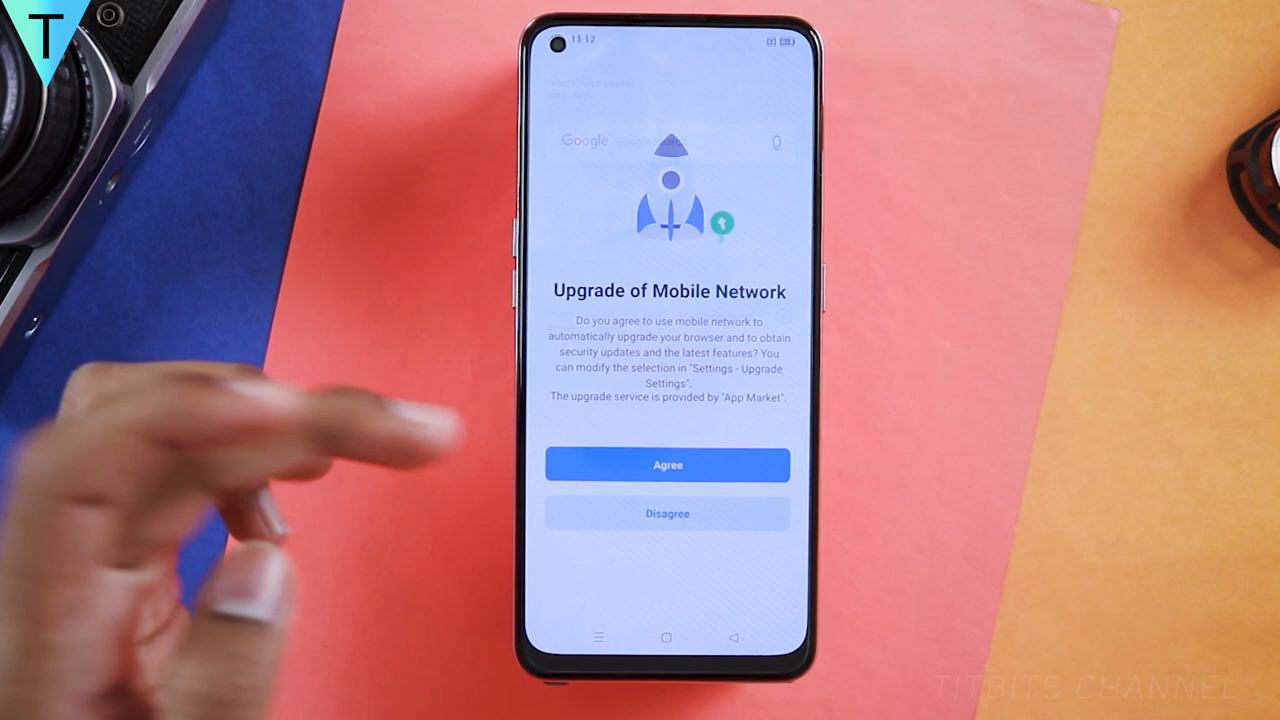 T
Google
Upgrade of Mobile Network
Do you agree to use mobile network to
automatically upgrade your browser and to obtain
security updates and the latest features? You
can modify the selection in "Settings - Upgrade
Settings".
The upgrade service is provided by "App Market".
Agree
Disagree
TITBITS CHANNEL